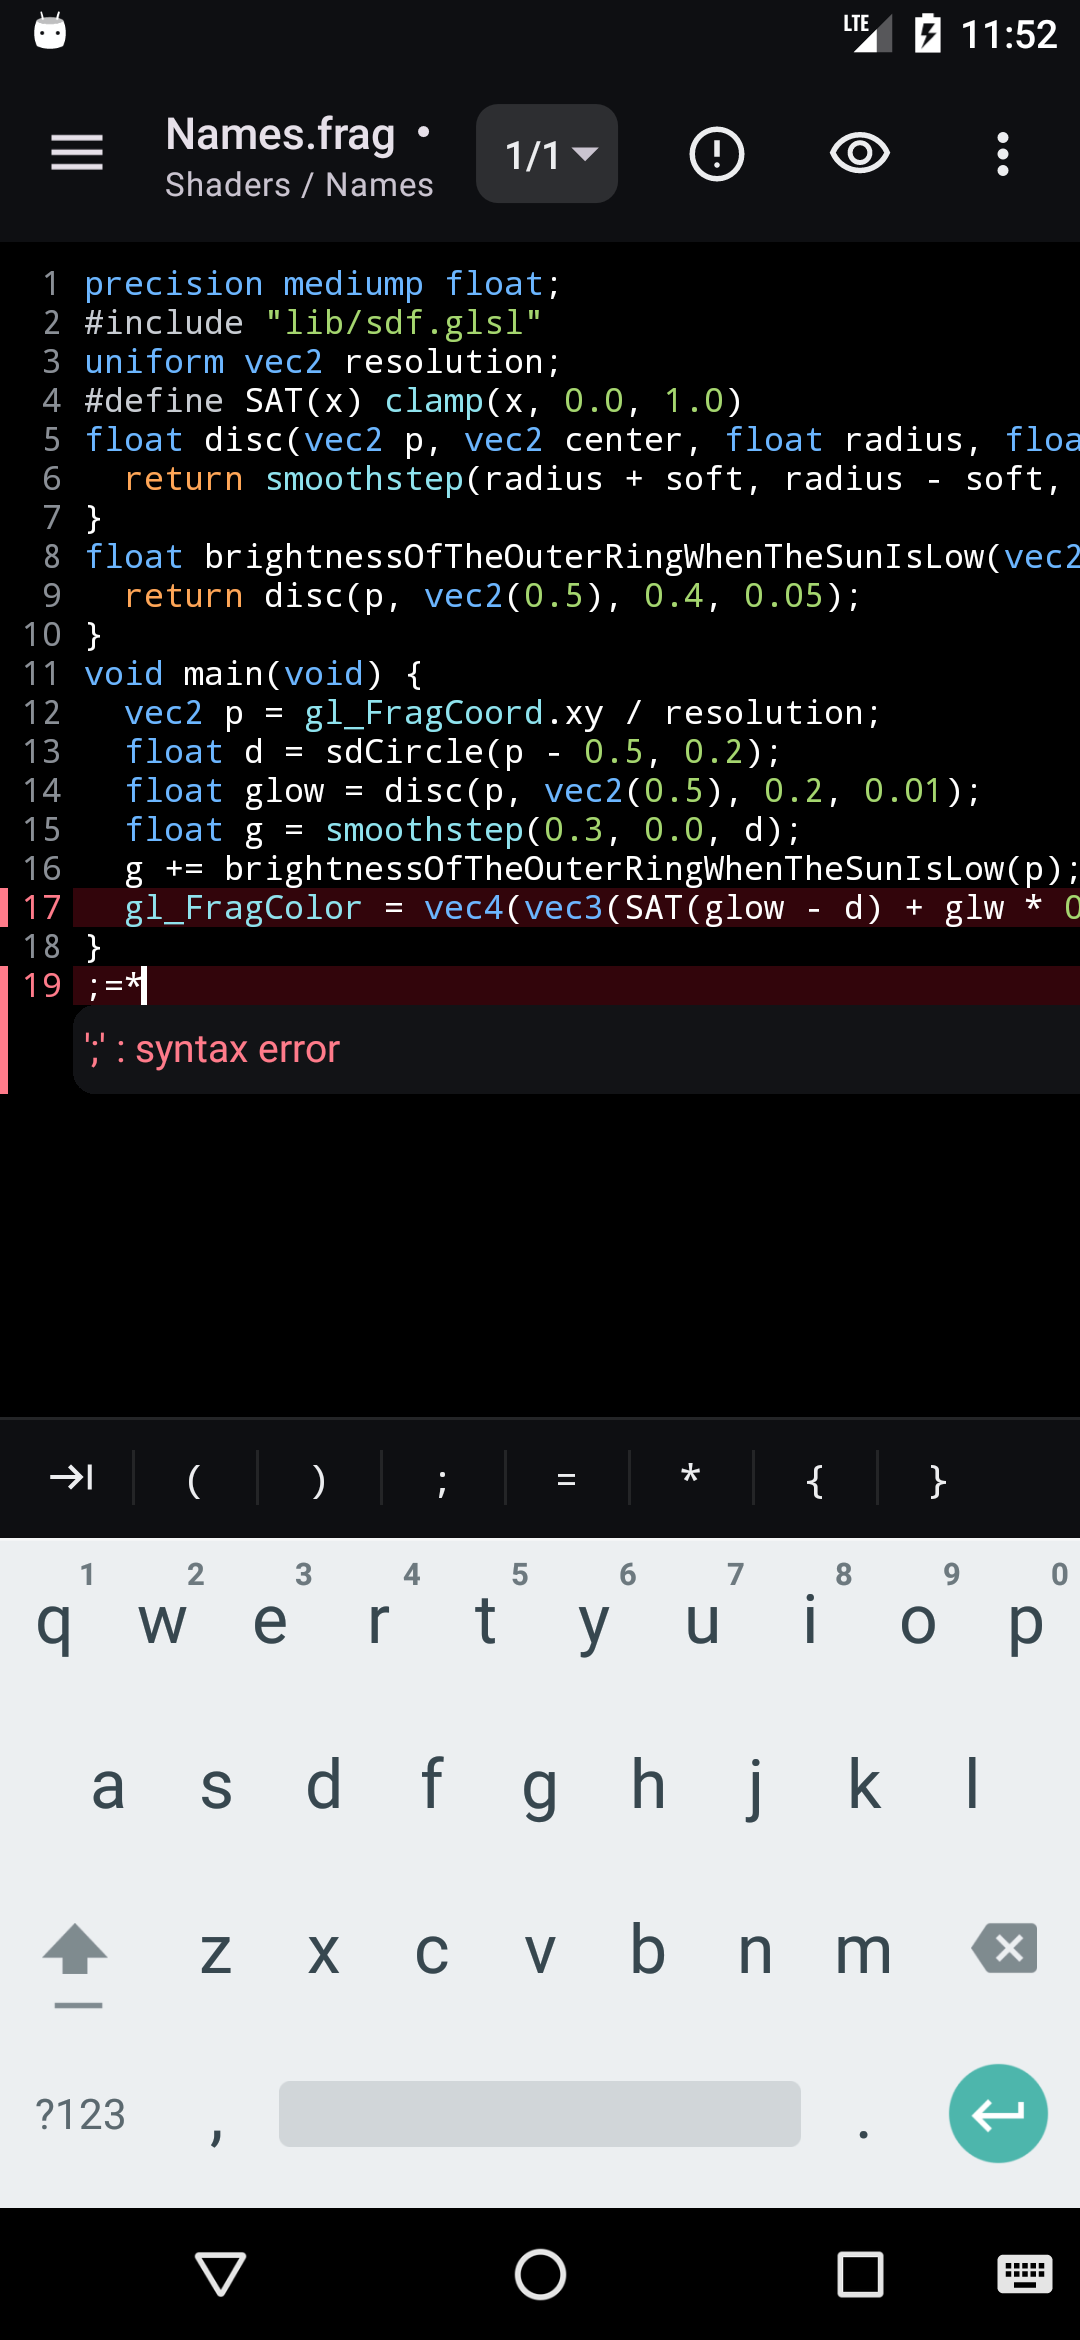 LTE 11:52
Names.frag •
Shaders / Names
1/1
1 precision mediump float;
2 #include "lib/sdf.glsl"
3 uniform vec2 resolution;
4 #define SAT(x) clamp(x, 0.0, 1.0)
5 float disc(vec2 p, vec2 center, float radius, floa
6   return smoothstep(radius + soft, radius - soft,
7 }
8 float brightnessOfTheOuterRingWhenTheSunIsLow(vec2
9   return disc(p, vec2(0.5), 0.4, 0.05);
10 }
11 void main(void) {
12   vec2 p = gl_FragCoord.xy / resolution;
13   float d = sdCircle(p - 0.5, 0.2);
14   float glow = disc(p, vec2(0.5), 0.2, 0.01);
15   float g = smoothstep(0.3, 0.0, d);
16   g += brightnessOfTheOuterRingWhenTheSunIsLow(p);
17   gl_FragColor = vec4(vec3(SAT(glow - d) + glw * 0
18 }
19 ;=*
';' : syntax error
( ) ; = * { }
1 2 3 4 5 6 7 8 9 0
q w e r t y u i o p
a s d f g h j k l
z x c v b n m
?123 , .